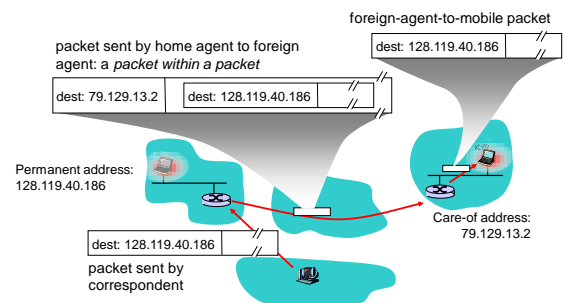 foreign-agent-to-mobile packet
dest: 128.119.40.186
packet sent by home agent to foreign
agent: a packet within a packet
dest: 79.129.13.2
dest: 128.119.40.186
Permanent address:
128.119.40.186
Care-of address:
79.129.13.2
dest: 128.119.40.186
packet sent by
correspondent